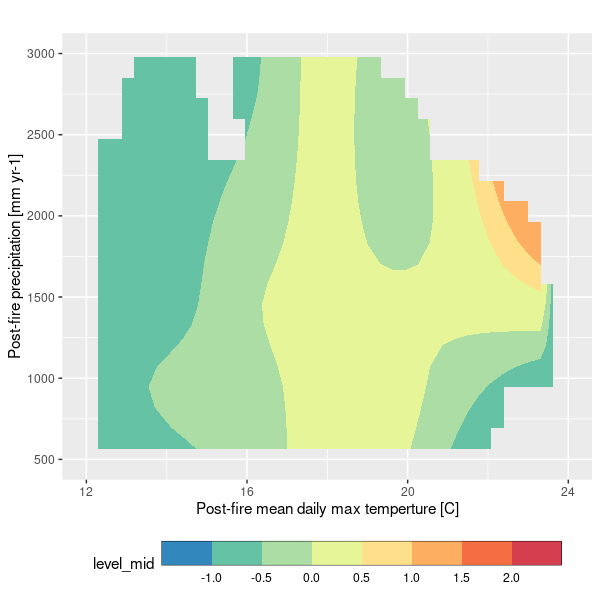 Post-fire precipitation [mm yr-1]
3000
2500
2000
1500
1000
500
12 16 20 24
Post-fire mean daily max temperture [C]
level_mid
-1.0 -0.5 0.0 0.5 1.0 1.5 2.0